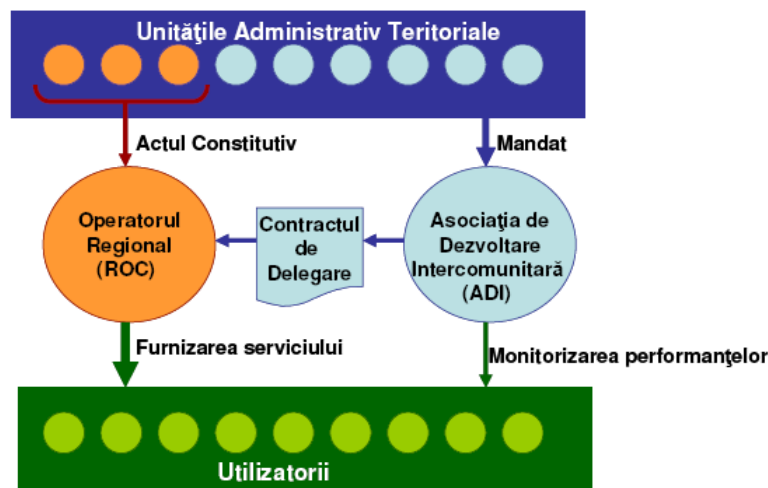 Unităţile Administrativ Teritoriale
Actul Constitutiv
Mandat
Operatorul
Regional
(ROC)
Contractul
de
Delegare
Asociaţia de
Dezvoltare
Intercomunitară
(ADI)
Furnizarea serviciului
Monitorizarea performanţelor
Utilizatorii